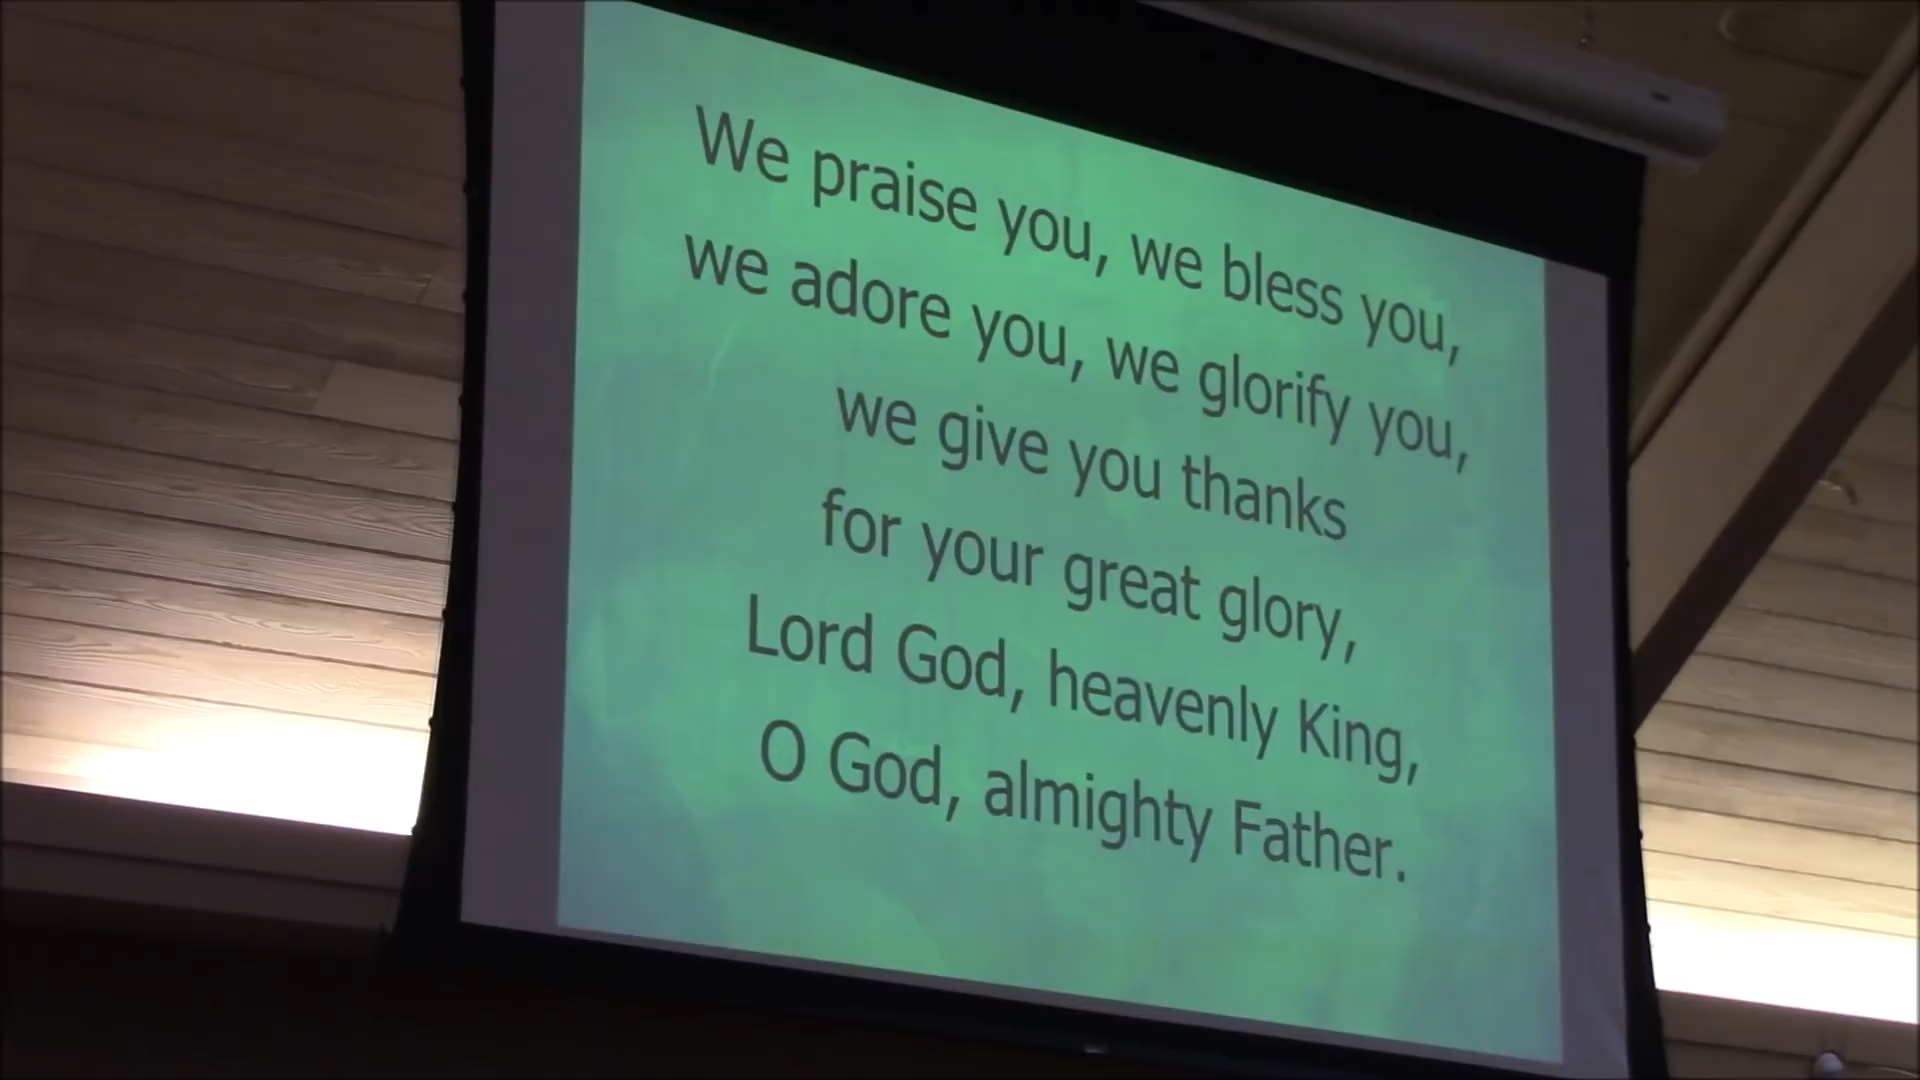 We praise you, we bless you,
we adore you, we glorify you,
we give you thanks
for your great glory,
Lord God, heavenly King,
O God, almighty Father.